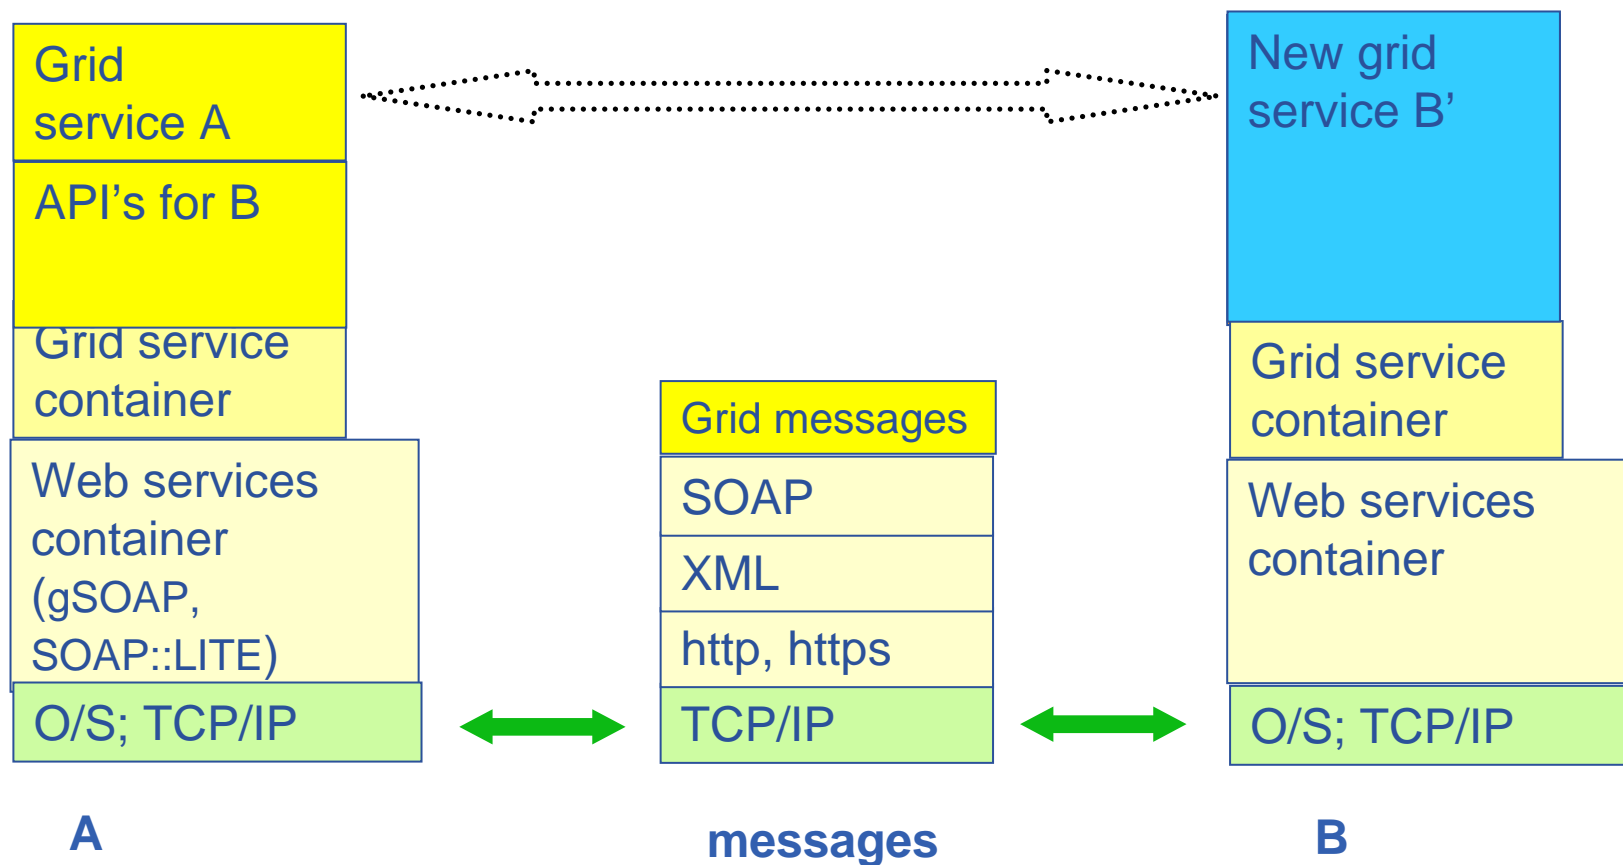 Grid
service A
API's for B
Grid service
container
Web services
container
(gSOAP,
SOAP::LITE)
O/S; TCP/IP
A
Grid messages
SOAP
XML
http, https
TCP/IP
messages
New grid
service B’
Grid service
container
Web services
container
O/S; TCP/IP
B